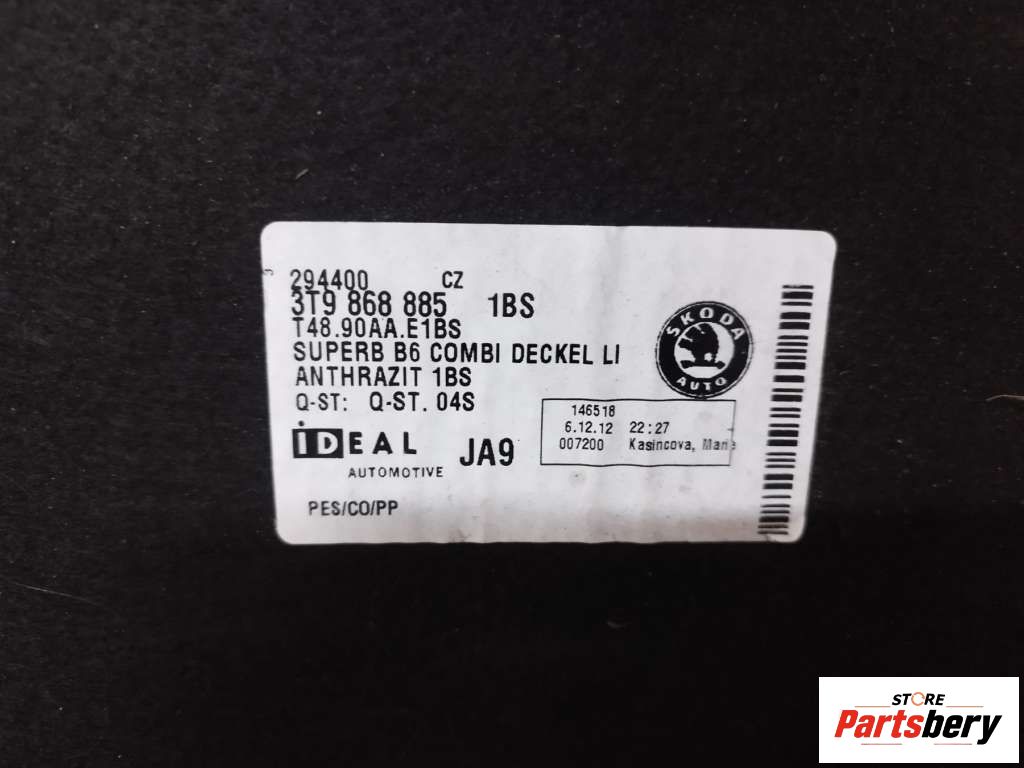 294400 CZ
3T9 868 885 1BS
T48.90AA.E1BS
SUPERB B6 COMBI DECKEL LI
ANTHRAZIT 1BS
Q-ST: Q-ST. 04S
SKODA
AUTO
146518
6.12.12 22:27
007200 Kasincova,
iDEAL
AUTOMOTIVE
JA9
PES/CO/PP
STORE
Partsbery